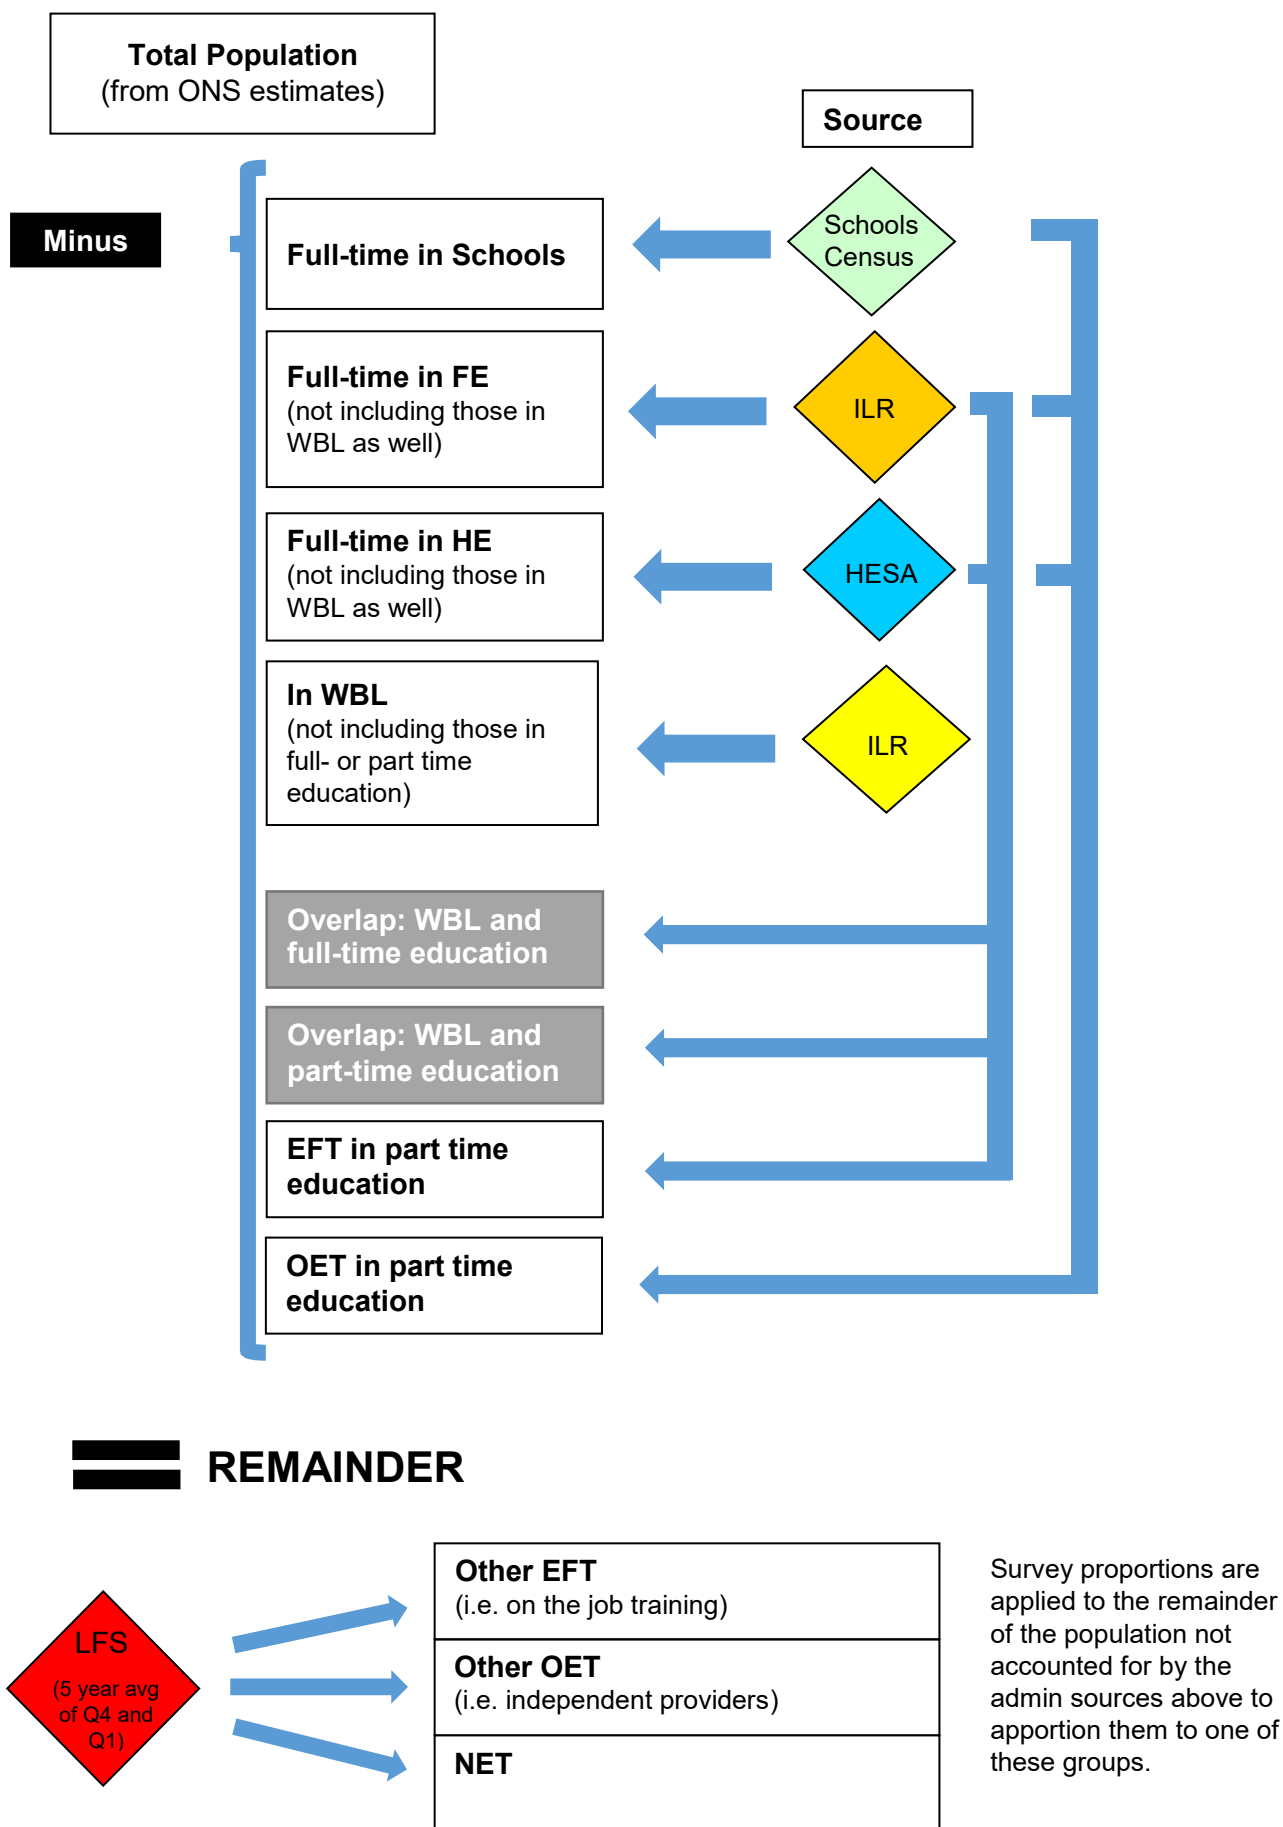 Total Population
(from ONS estimates)
Source
Minus
Full-time in Schools
Schools
Census
Full-time in FE
(not including those in
WBL as well)
ILR
Full-time in HE
(not including those in
WBL as well)
HESA
In WBL
(not including those in
full- or part time
education)
ILR
Overlap: WBL and
full-time education
Overlap: WBL and
part-time education
EFT in part time
education
OET in part time
education
REMAINDER
LFS
(5 year avg
of Q4 and
Q1)
Other EFT
(i.e. on the job training)
Other OET
(i.e. independent providers)
NET
Survey proportions are
applied to the remainder
of the population not
accounted for by the
admin sources above to
apportion them to one of
these groups.